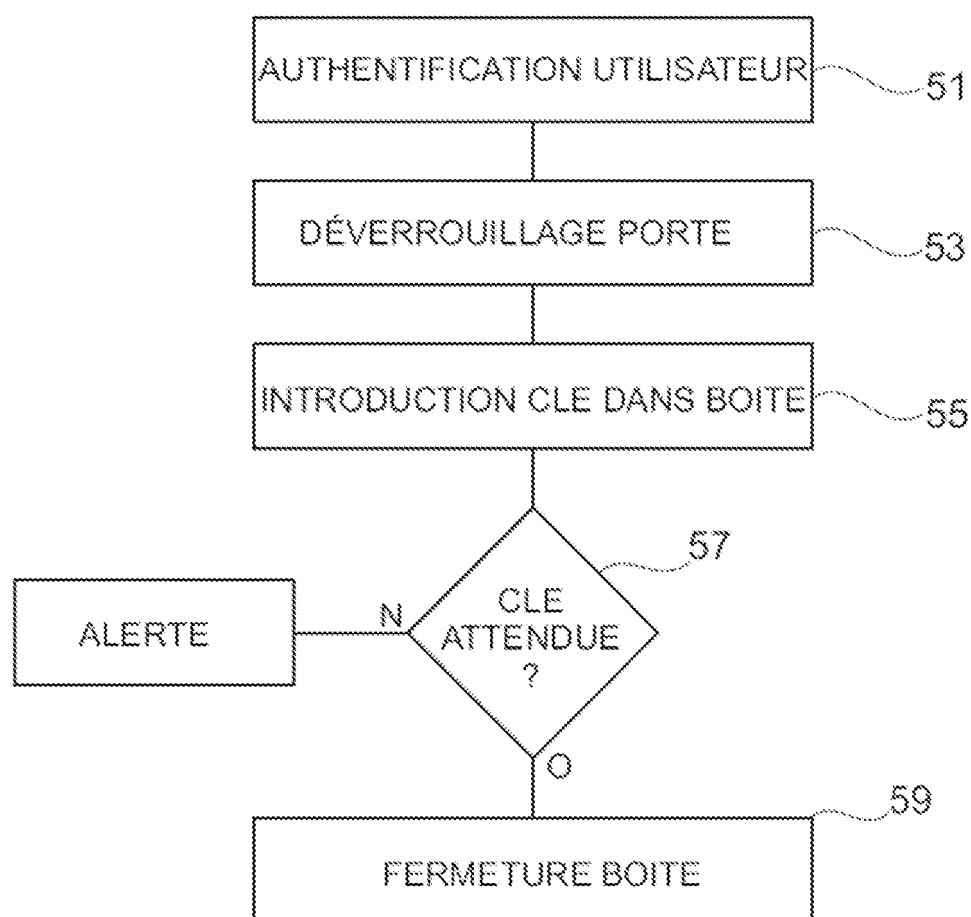 AUTHENTIFICATION UTILISATEUR
51
DÉVERROUILLAGE PORTE
53
INTRODUCTION CLE DANS BOITE
55
57
CLE
ATTENDUE
?
N
ALERTE
O
59
FERMETURE BOITE